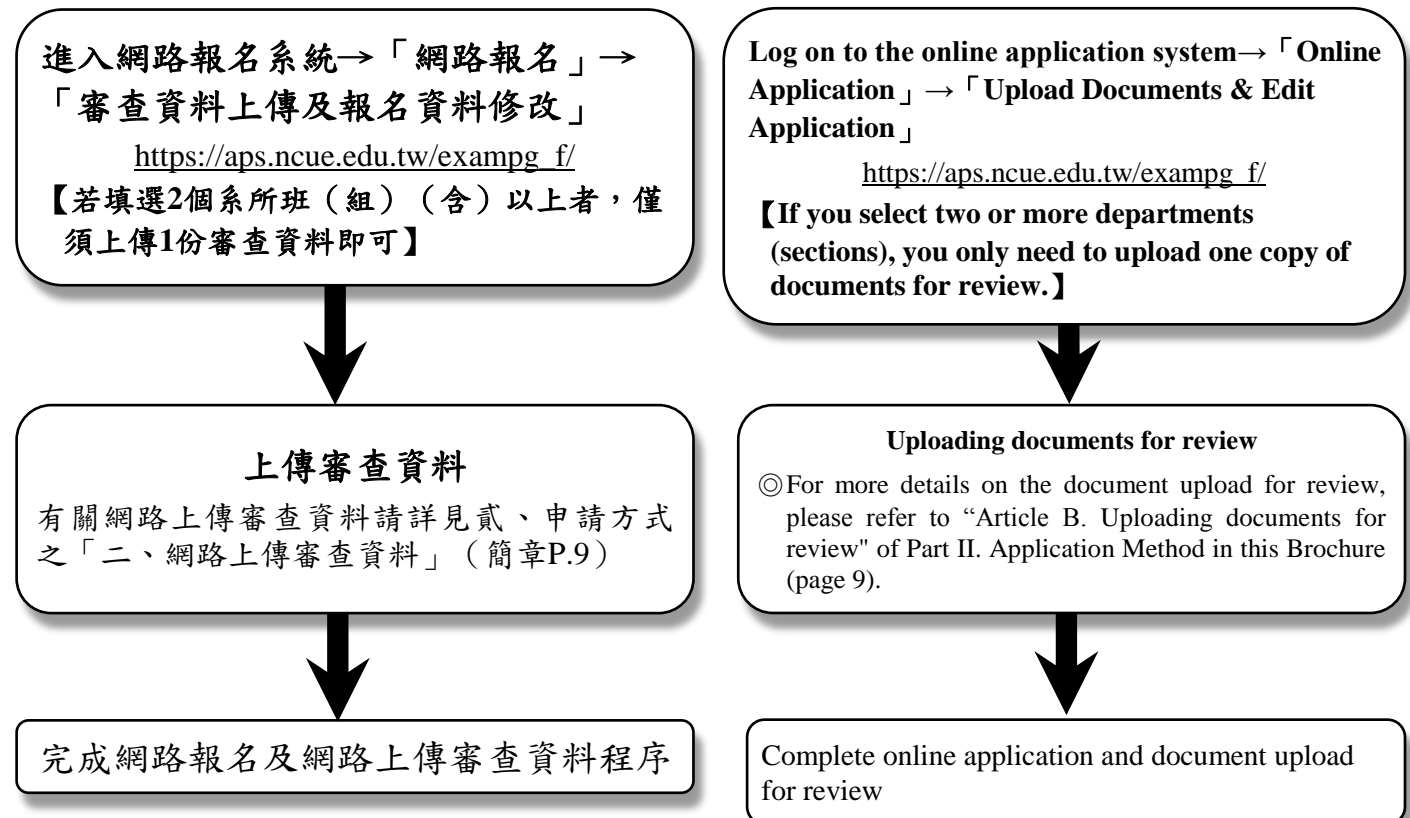 進入網路報名系統→「網路報名」→
「審查資料上傳及報名資料修改」
https://aps.ncue.edu.tw/exampg_f/
【若填選2個系所班（組）（含）以上者，僅
須上傳1份審查資料即可】
上傳審查資料
有關網路上傳審查資料請詳見貳、申請方式
之「二、網路上傳審查資料」（簡章P.9）
完成網路報名及網路上傳審查資料程序
Log on to the online application system→「Online
Application」→「Upload Documents & Edit
Application」
https://aps.ncue.edu.tw/exampg_f/
【If you select two or more departments
(sections), you only need to upload one copy of
documents for review.】
Uploading documents for review
◎For more details on the document upload for review,
please refer to “Article B. Uploading documents for
review" of Part II. Application Method in this Brochure
(page 9).
Complete online application and document upload
for review